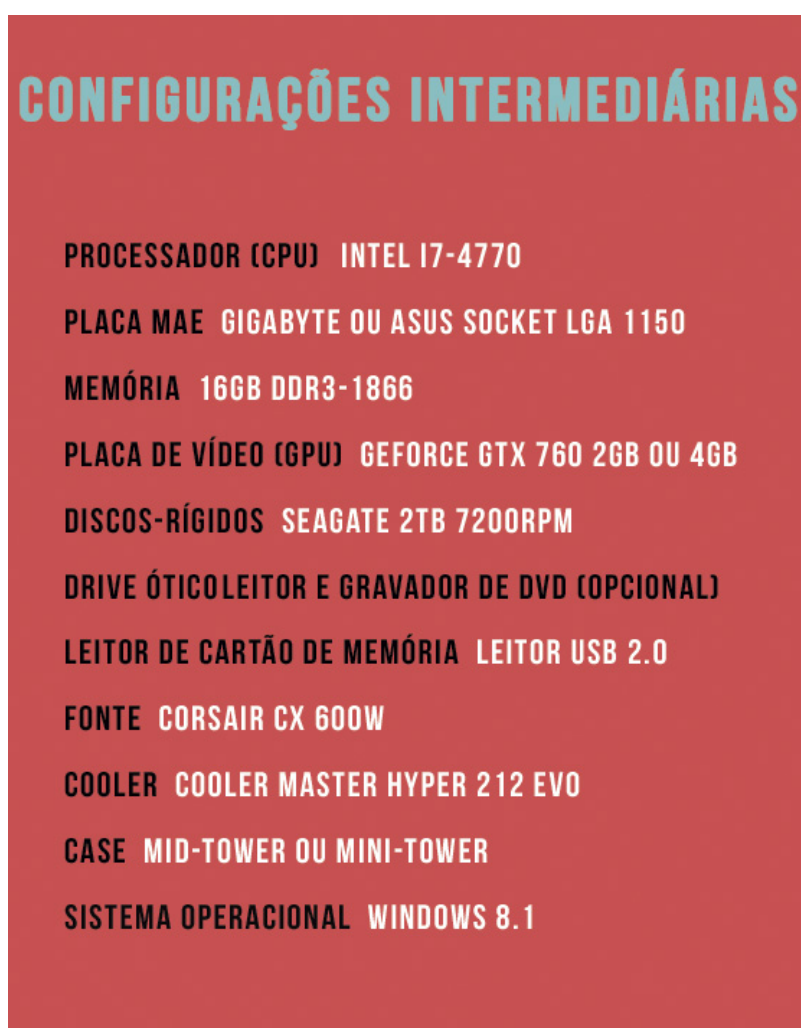 CONFIGURAÇÕES INTERMEDIÁRIAS
PROCESSADOR (CPU) INTEL I7-4770
PLACA MAE GIGABYTE OU ASUS SOCKET LGA 1150
MEMÓRIA 16GB DDR3-1866
PLACA DE VÍDEO (GPU) GEFORCE GTX 760 2GB OU 4GB
DISCOS-RÍGIDOS SEAGATE 2TB 7200RPM
DRIVE ÓTICOLEITOR E GRAVADOR DE DVD (OPCIONAL)
LEITOR DE CARTÃO DE MEMÓRIA LEITOR USB 2.0
FONTE CORSAIR CX 600W
COOLER COOLER MASTER HYPER 212 EVO
CASE MID-TOWER OU MINI-TOWER
SISTEMA OPERACIONAL WINDOWS 8.1